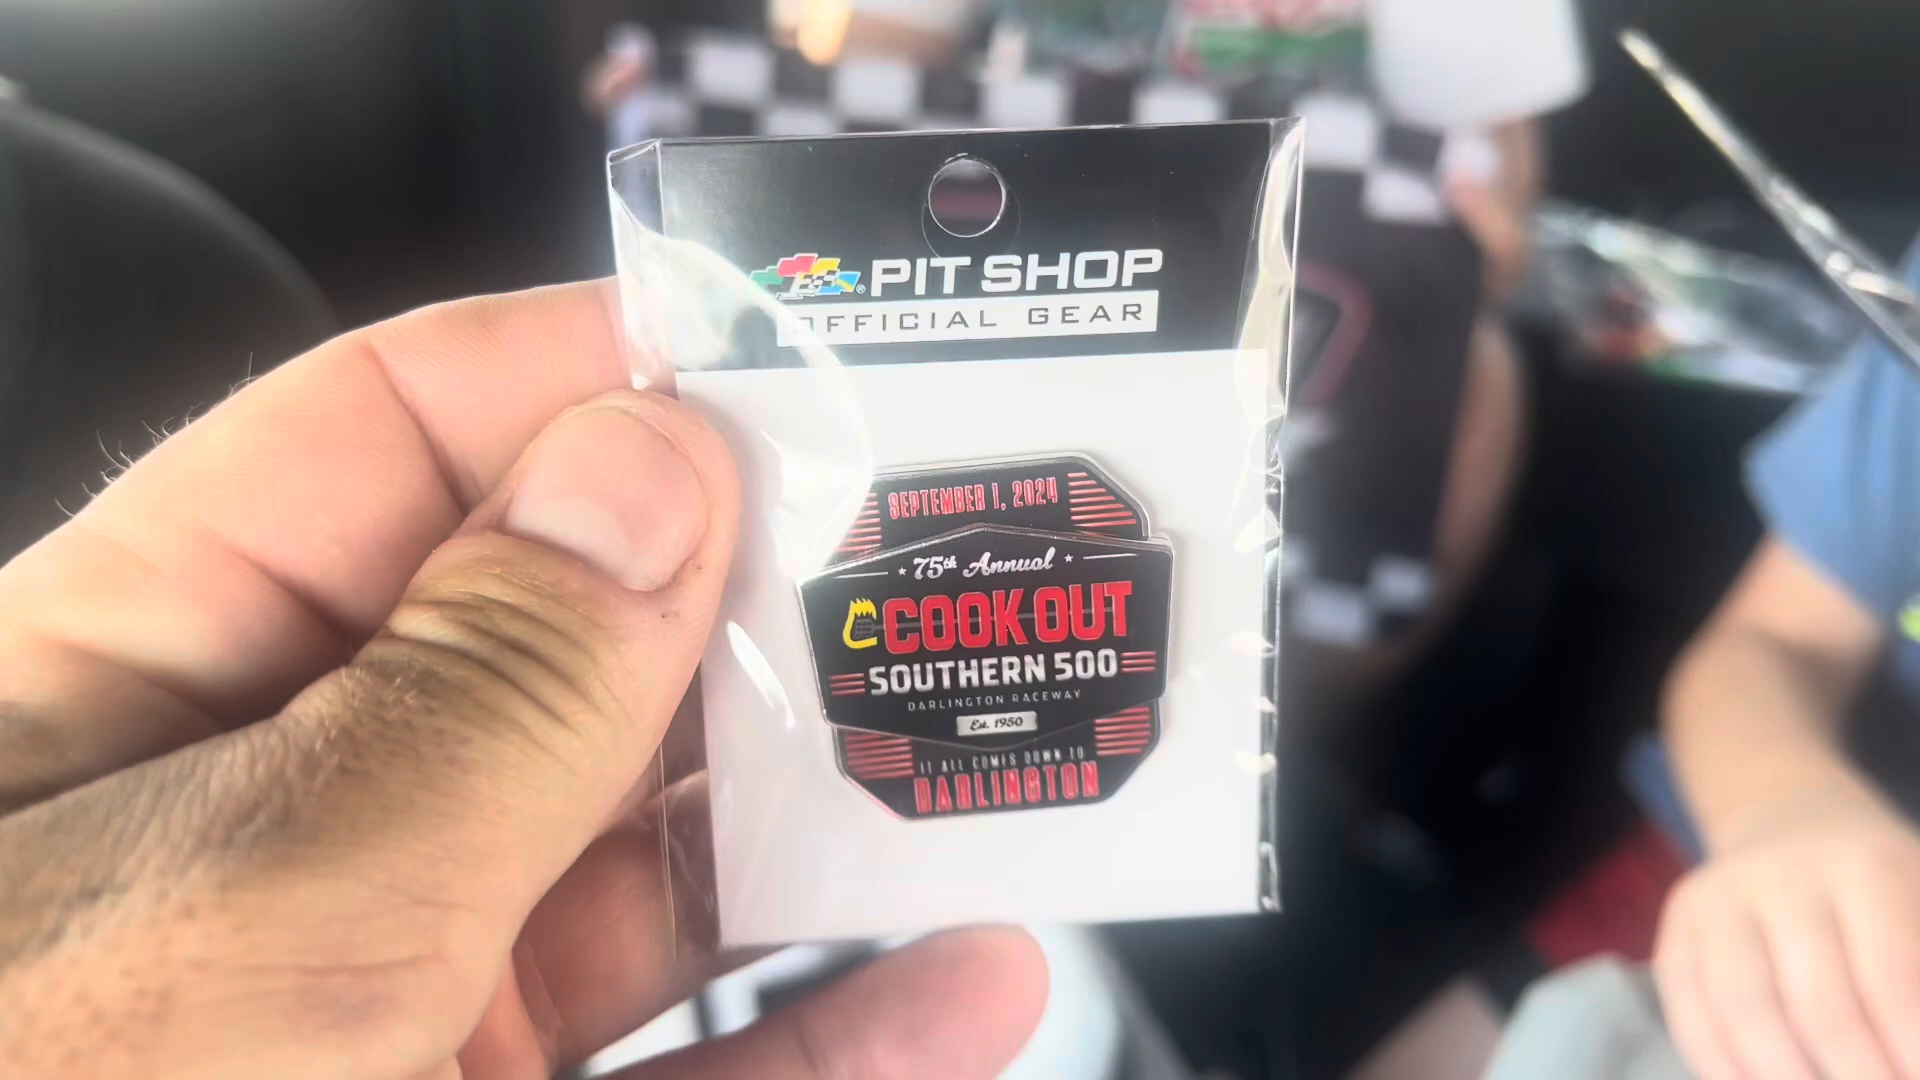 PIT SHOP
OFFICIAL GEAR
SEPTEMBER 1, 2024
75th Annual
COOK OUT
SOUTHERN 500
DARLINGTON RACEWAY
Est. 1950
IT ALL COMES DOWN TO
DARLINGTON